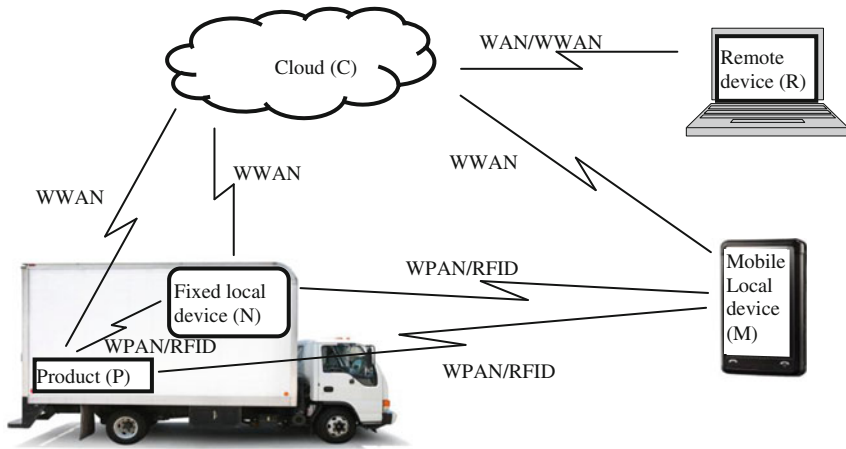 WAN/WWAN
Cloud (C)
Remote
device (R)
WWAN
WWAN
WWAN
Mobile
Local
device
(M)
WPAN/RFID
Fixed local
device (N)
WPAN/RFID
Product (P)
WPAN/RFID